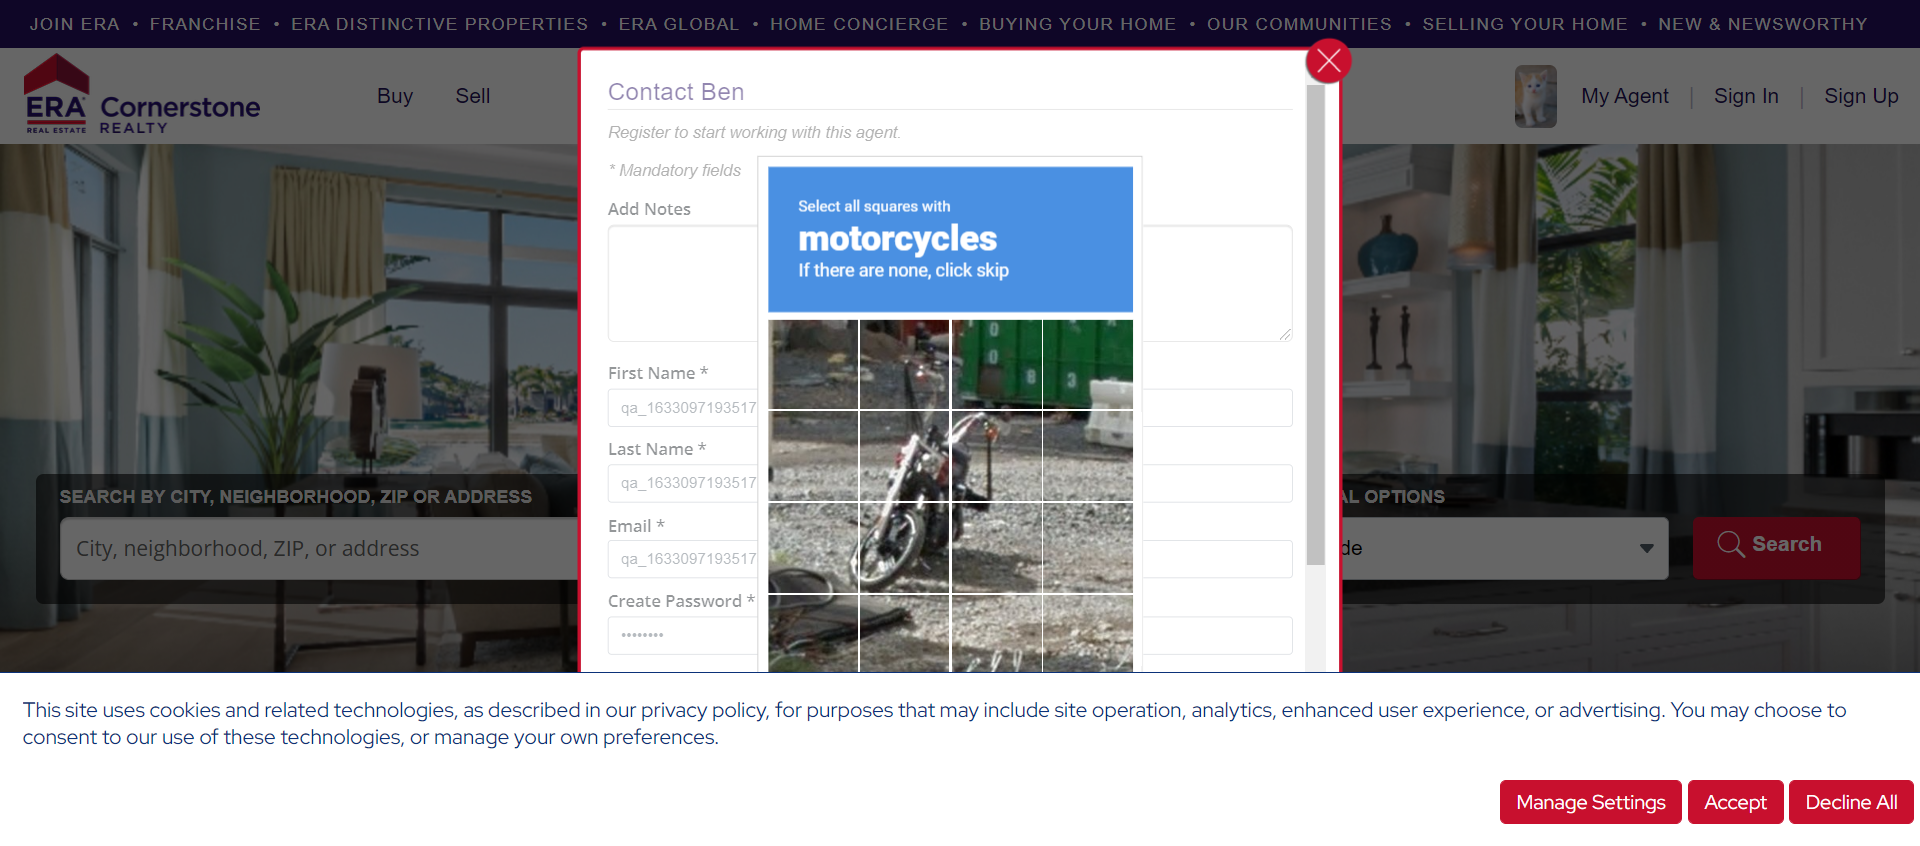 JOIN ERA • FRANCHISE • ERA DISTINCTIVE PROPERTIES • ERA GLOBAL • HOME CONCIERGE • BUYING YOUR HOME • OUR COMMUNITIES • SELLING YOUR HOME • NEW & NEWSWORTHY
ERA
REAL ESTATE
Cornerstone
REALTY
Buy
Sell
My Agent | Sign In | Sign Up
Contact Ben
Register to start working with this agent.
* Mandatory fields
Add Notes
Select all squares with
motorcycles
If there are none, click skip
First Name *
qa_1633097193517
Last Name *
qa_1633097193517
Email *
qa_1633097193517
Create Password *
••••••••
SEARCH BY CITY, NEIGHBORHOOD, ZIP OR ADDRESS
City, neighborhood, ZIP, or address
AL OPTIONS
de
Search
This site uses cookies and related technologies, as described in our privacy policy, for purposes that may include site operation, analytics, enhanced user experience, or advertising. You may choose to
consent to our use of these technologies, or manage your own preferences.
Manage Settings
Accept
Decline All